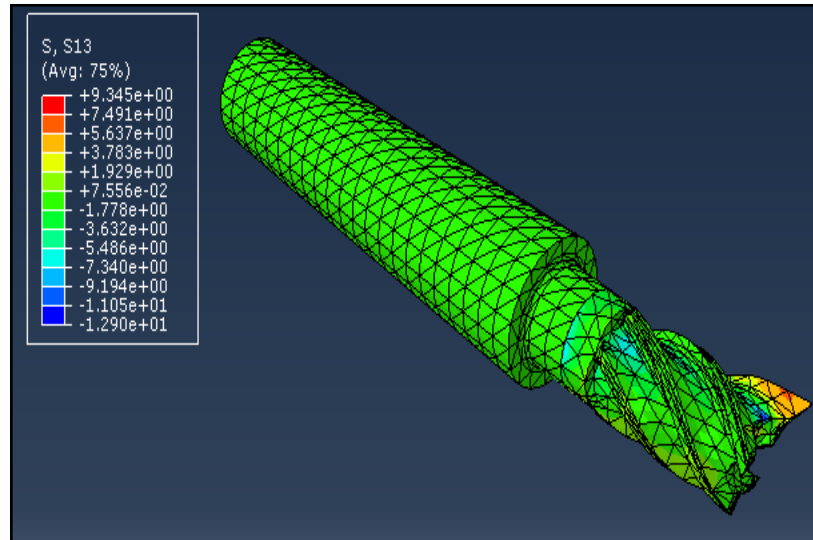 S, S13
(Avg: 75%)
+9.345e+00
+7.491e+00
+5.637e+00
+3.783e+00
+1.929e+00
+7.556e-02
-1.778e+00
-3.632e+00
-5.486e+00
-7.340e+00
-9.194e+00
-1.105e+01
-1.290e+01